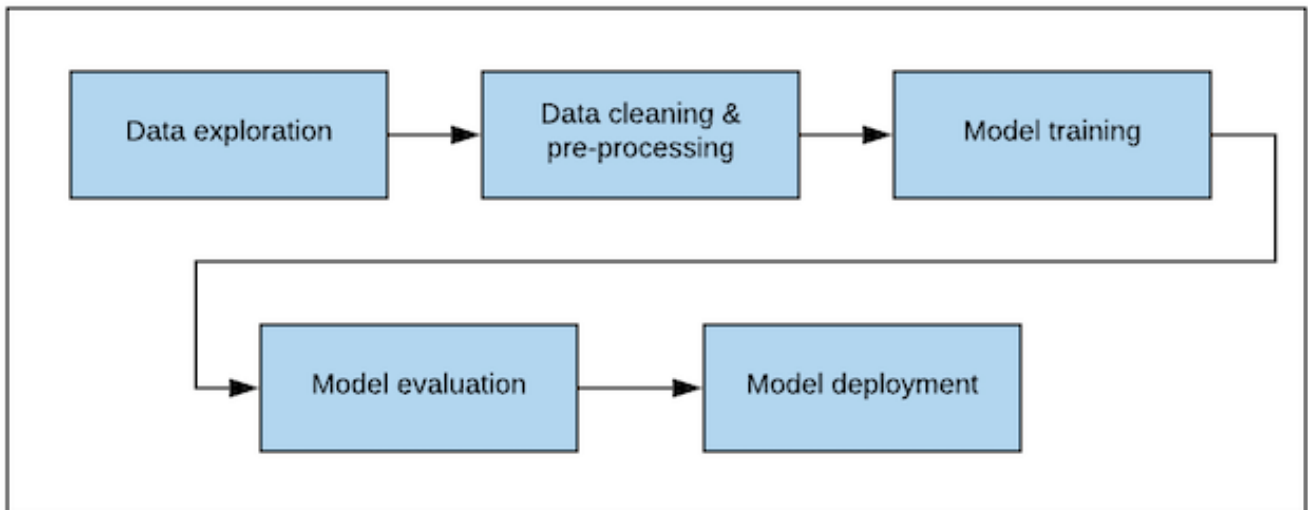 Data exploration
Data cleaning &
pre-processing
Model training
Model evaluation
Model deployment